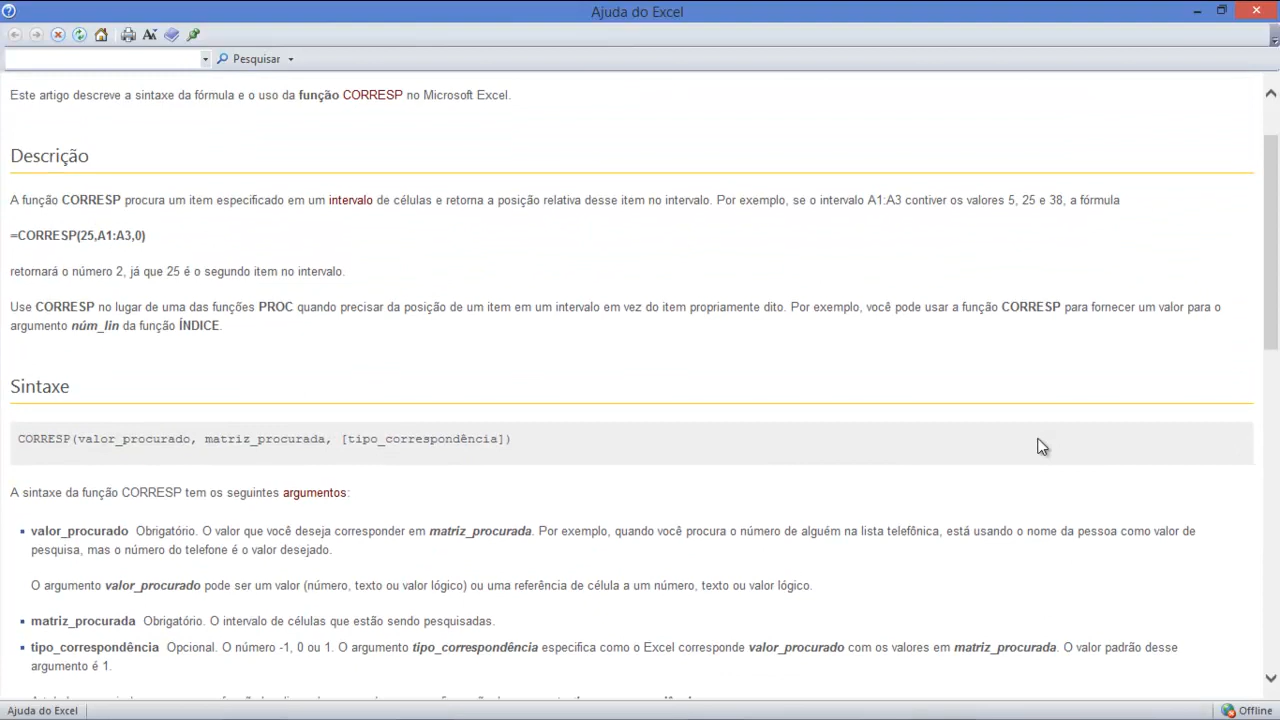 Ajuda do Excel
Pesquisar
Este artigo descreve a sintaxe da fórmula e o uso da função CORRESP no Microsoft Excel.
Descrição
A função CORRESP procura um item especificado em um intervalo de células e retorna a posição relativa desse item no intervalo. Por exemplo, se o intervalo A1:A3 contiver os valores 5, 25 e 38, a fórmula
=CORRESP(25,A1:A3,0)
retornará o número 2, já que 25 é o segundo item no intervalo.
Use CORRESP no lugar de uma das funções PROC quando precisar da posição de um item em um intervalo em vez do item propriamente dito. Por exemplo, você pode usar a função CORRESP para fornecer um valor para o
argumento núm_lin da função ÍNDICE.
Sintaxe
CORRESP(valor_procurado, matriz_procurada, [tipo_correspondência])
A sintaxe da função CORRESP tem os seguintes argumentos:
valor_procurado Obrigatório. O valor que você deseja corresponder em matriz_procurada. Por exemplo, quando você procura o número de alguém na lista telefônica, está usando o nome da pessoa como valor de
pesquisa, mas o número do telefone é o valor desejado.
O argumento valor_procurado pode ser um valor (número, texto ou valor lógico) ou uma referência de célula a um número, texto ou valor lógico.
matriz_procurada Obrigatório. O intervalo de células que estão sendo pesquisadas.
tipo_correspondência Opcional. O número -1, 0 ou 1. O argumento tipo_correspondência especifica como o Excel corresponde valor_procurado com os valores em matriz_procurada. O valor padrão desse
argumento é 1.
Ajuda do Excel
Offline